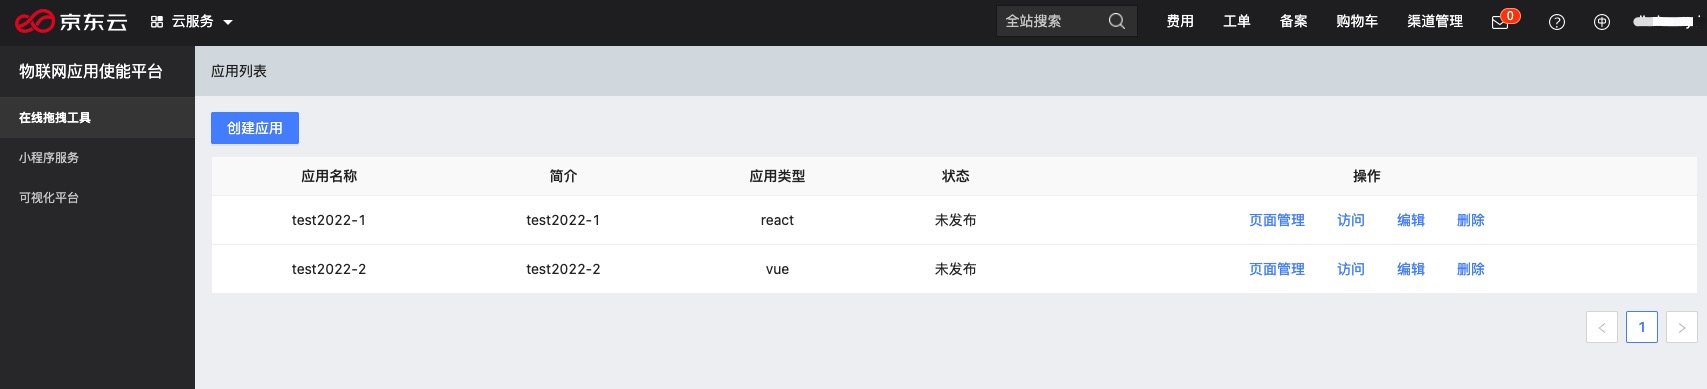 京东云 云服务 全站搜索 费用 工单 备案 购物车 渠道管理 0
物联网应用使能平台
应用列表
在线拖拽工具
小程序服务
可视化平台
创建应用
应用名称 简介 应用类型 状态 操作
test2022-1 test2022-1 react 未发布 页面管理 访问 编辑 删除
test2022-2 test2022-2 vue 未发布 页面管理 访问 编辑 删除
< 1 >